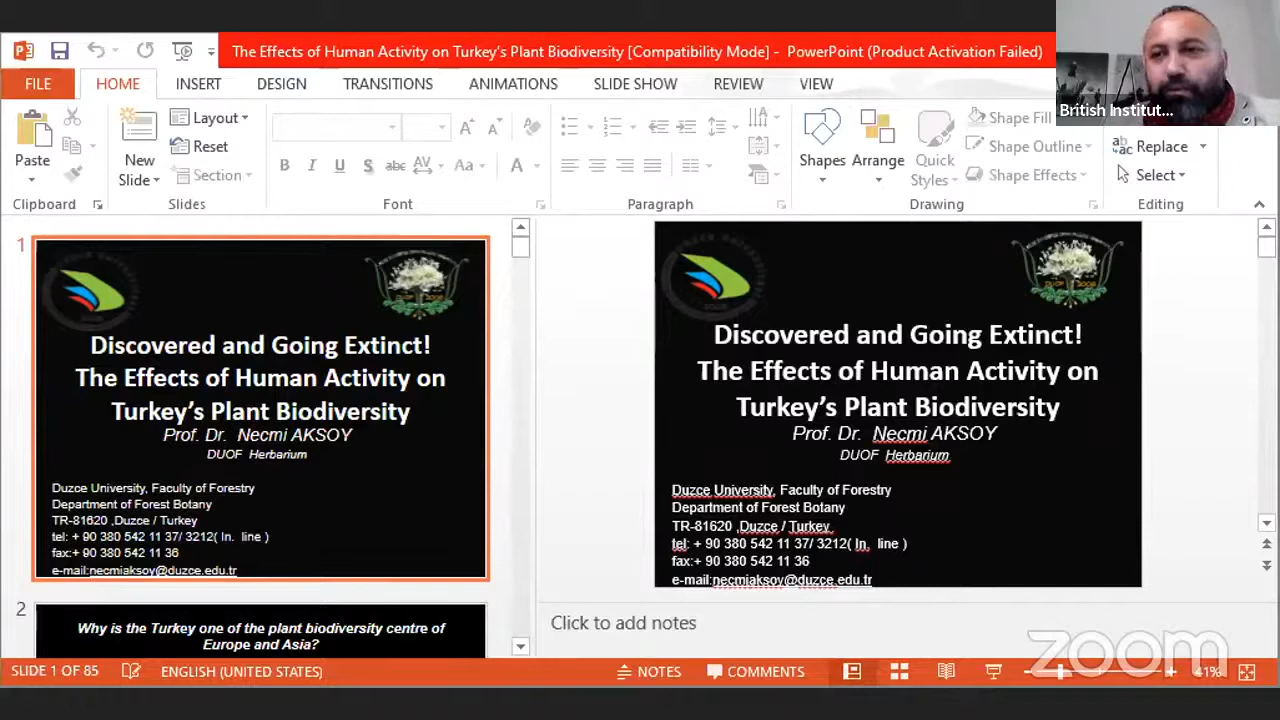 The Effects of Human Activity on Turkey's Plant Biodiversity [Compatibility Mode] - PowerPoint (Product Activation Failed)
British Institut...
FILE HOME INSERT DESIGN TRANSITIONS ANIMATIONS SLIDE SHOW REVIEW VIEW
Paste
New Slide
Layout
Reset
Section
B I U S abc AV Aa A
Shapes
Arrange
Quick Styles
Shape Fill
Shape Outline
Shape Effects
ab ac Replace
Select
Clipboard Slides Font Paragraph Drawing Editing
1
Discovered and Going Extinct!
The Effects of Human Activity on
Turkey's Plant Biodiversity
Prof. Dr. Necmi AKSOY
DUOF Herbarium
Duzce University, Faculty of Forestry
Department of Forest Botany
TR-81620 ,Duzce / Turkey
tel: + 90 380 542 11 37/ 3212( In. line )
fax:+ 90 380 542 11 36
e-mail:necmiaksoy@duzce.edu.tr
2
Why is the Turkey one of the plant biodiversity centre of
Europe and Asia?
Discovered and Going Extinct!
The Effects of Human Activity on
Turkey's Plant Biodiversity
Prof. Dr. Necmi AKSOY
DUOF Herbarium
Duzce University, Faculty of Forestry
Department of Forest Botany
TR-81620 ,Duzce / Turkey
tel: + 90 380 542 11 37/ 3212( In. line )
fax:+ 90 380 542 11 36
e-mail:necmiaksoy@duzce.edu.tr
Click to add notes
zoom
SLIDE 1 OF 85 ENGLISH (UNITED STATES) NOTES COMMENTS 41%